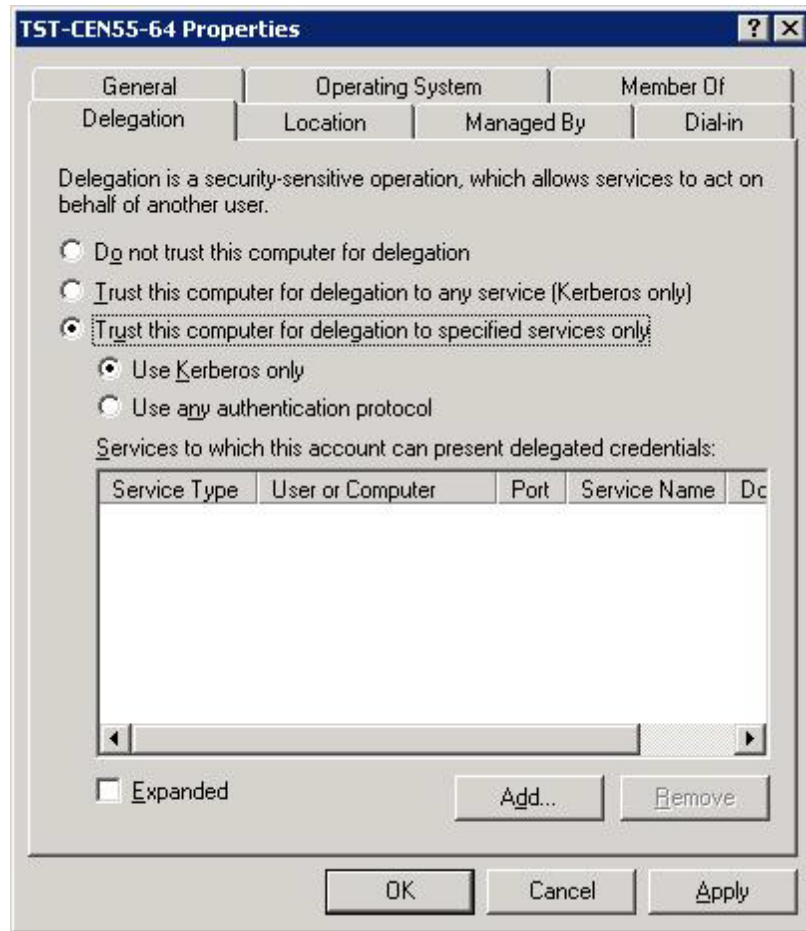 TST-CEN55-64 Properties
General Operating System Member Of
Delegation Location Managed By Dial-in
Delegation is a security-sensitive operation, which allows services to act on
behalf of another user.
Do not trust this computer for delegation
Trust this computer for delegation to any service (Kerberos only)
Trust this computer for delegation to specified services only
Use Kerberos only
Use any authentication protocol
Services to which this account can present delegated credentials:
Service Type User or Computer Port Service Name Do
Expanded Add... Remove
OK Cancel Apply